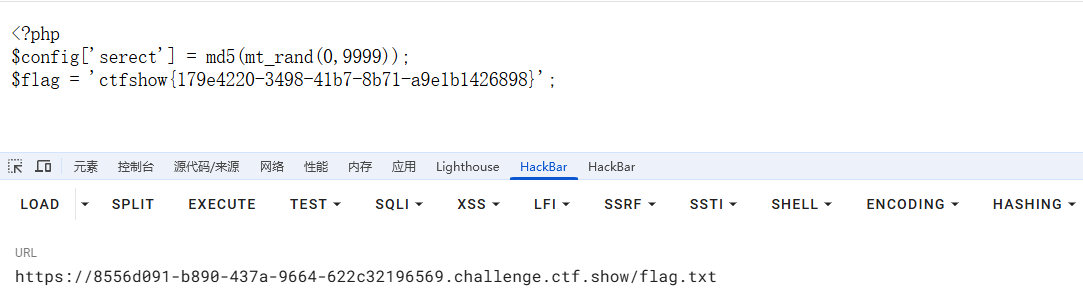 <?php
$config['serect'] = md5(mt_rand(0,9999));
$flag = 'ctfshow{179e4220-3498-41b7-8b71-a9e1b1426898}';
元素 控制台 源代码/来源 网络 性能 内存 应用 Lighthouse HackBar HackBar
LOAD SPLIT EXECUTE TEST SQLI XSS LFI SSRF SSTI SHELL ENCODING HASHING
URL
https://8556d091-b890-437a-9664-622c32196569.challenge.ctf.show/flag.txt